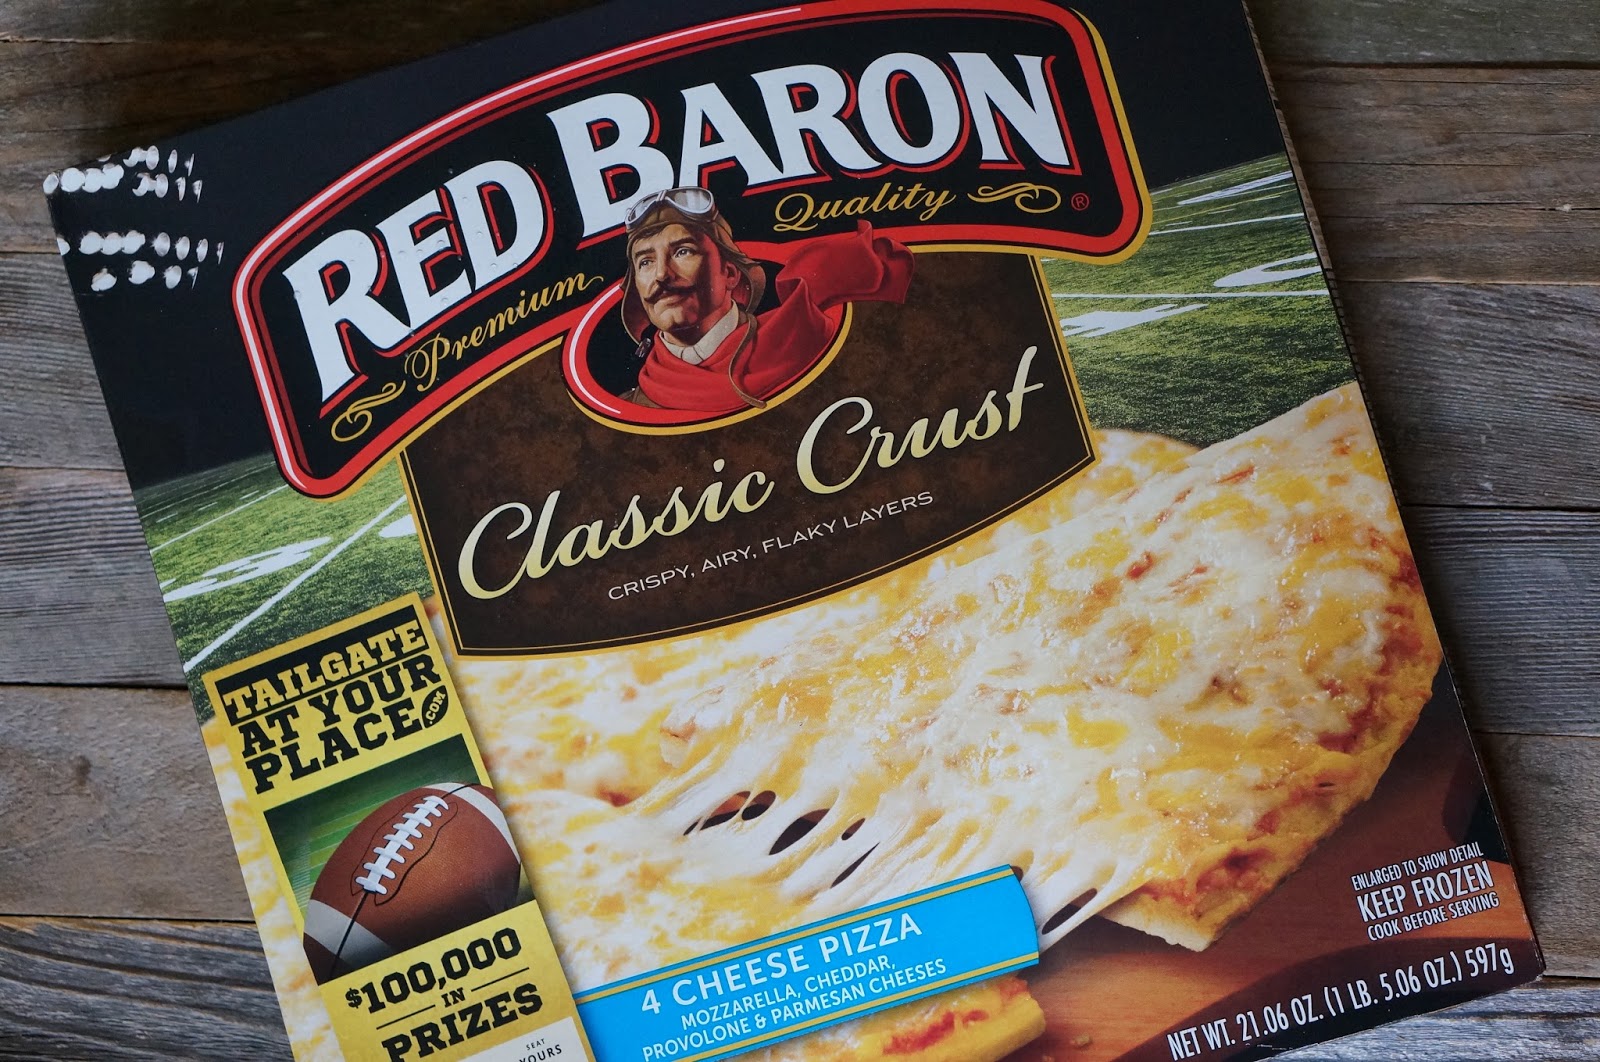 RED BARON
Premium Quality ®
Classic Crust
CRISPY, AIRY, FLAKY LAYERS
TAILGATE
AT YOUR
PLACE.COM
$100,000
IN
PRIZES
SEAT
YOURS
4 CHEESE PIZZA
MOZZARELLA, CHEDDAR,
PROVOLONE & PARMESAN CHEESES
ENLARGED TO SHOW DETAIL
KEEP FROZEN
COOK BEFORE SERVING
NET WT. 21.06 OZ. (1 LB. 5.06 OZ.) 597g